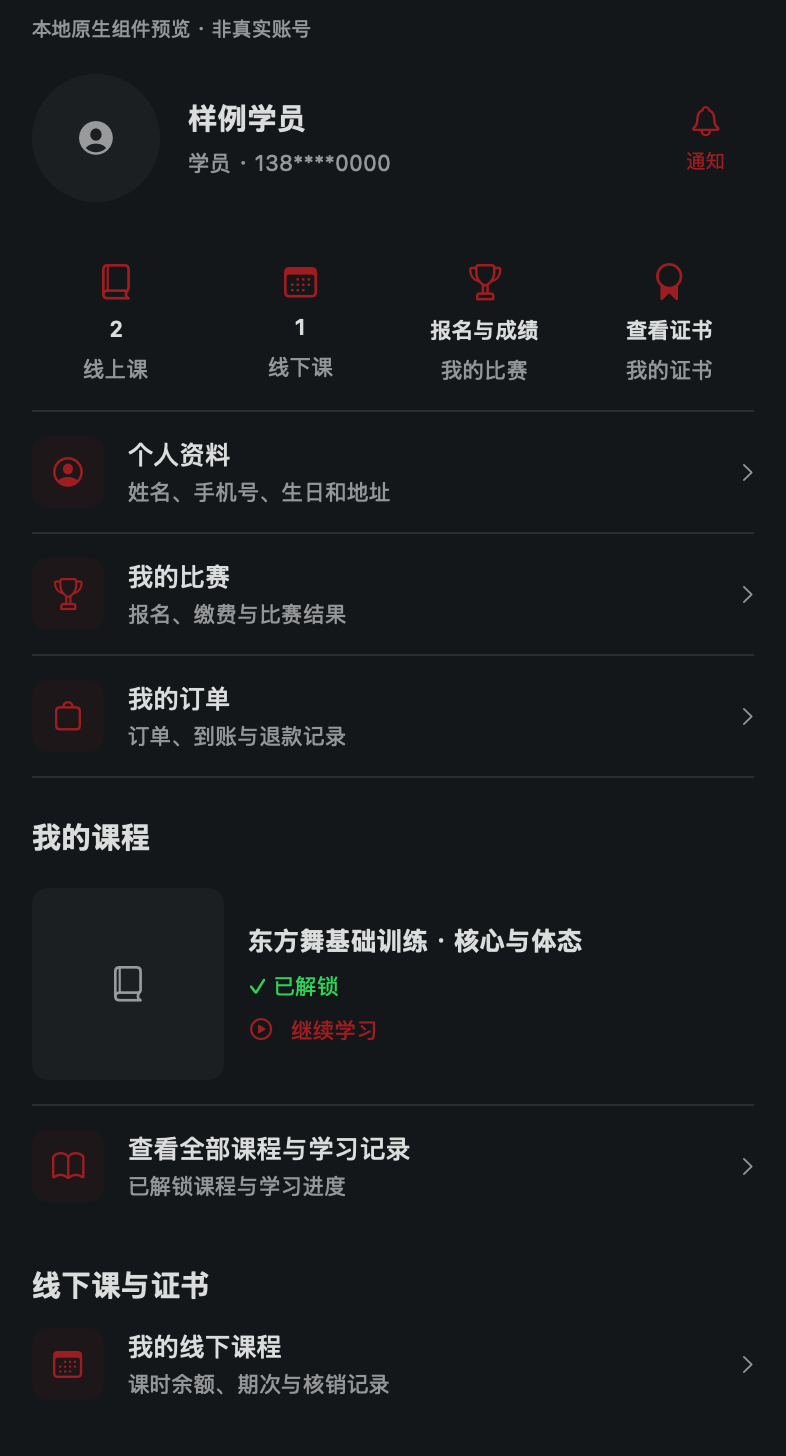 本地原生组件预览 · 非真实账号
样例学员
学员 · 138****0000
通知
2
1
报名与成绩
查看证书
线上课
线下课
我的比赛
我的证书
个人资料
姓名、手机号、生日和地址
我的比赛
报名、缴费与比赛结果
我的订单
订单、到账与退款记录
我的课程
东方舞基础训练 · 核心与体态
已解锁
继续学习
查看全部课程与学习记录
已解锁课程与学习进度
线下课与证书
我的线下课程
课时余额、期次与核销记录